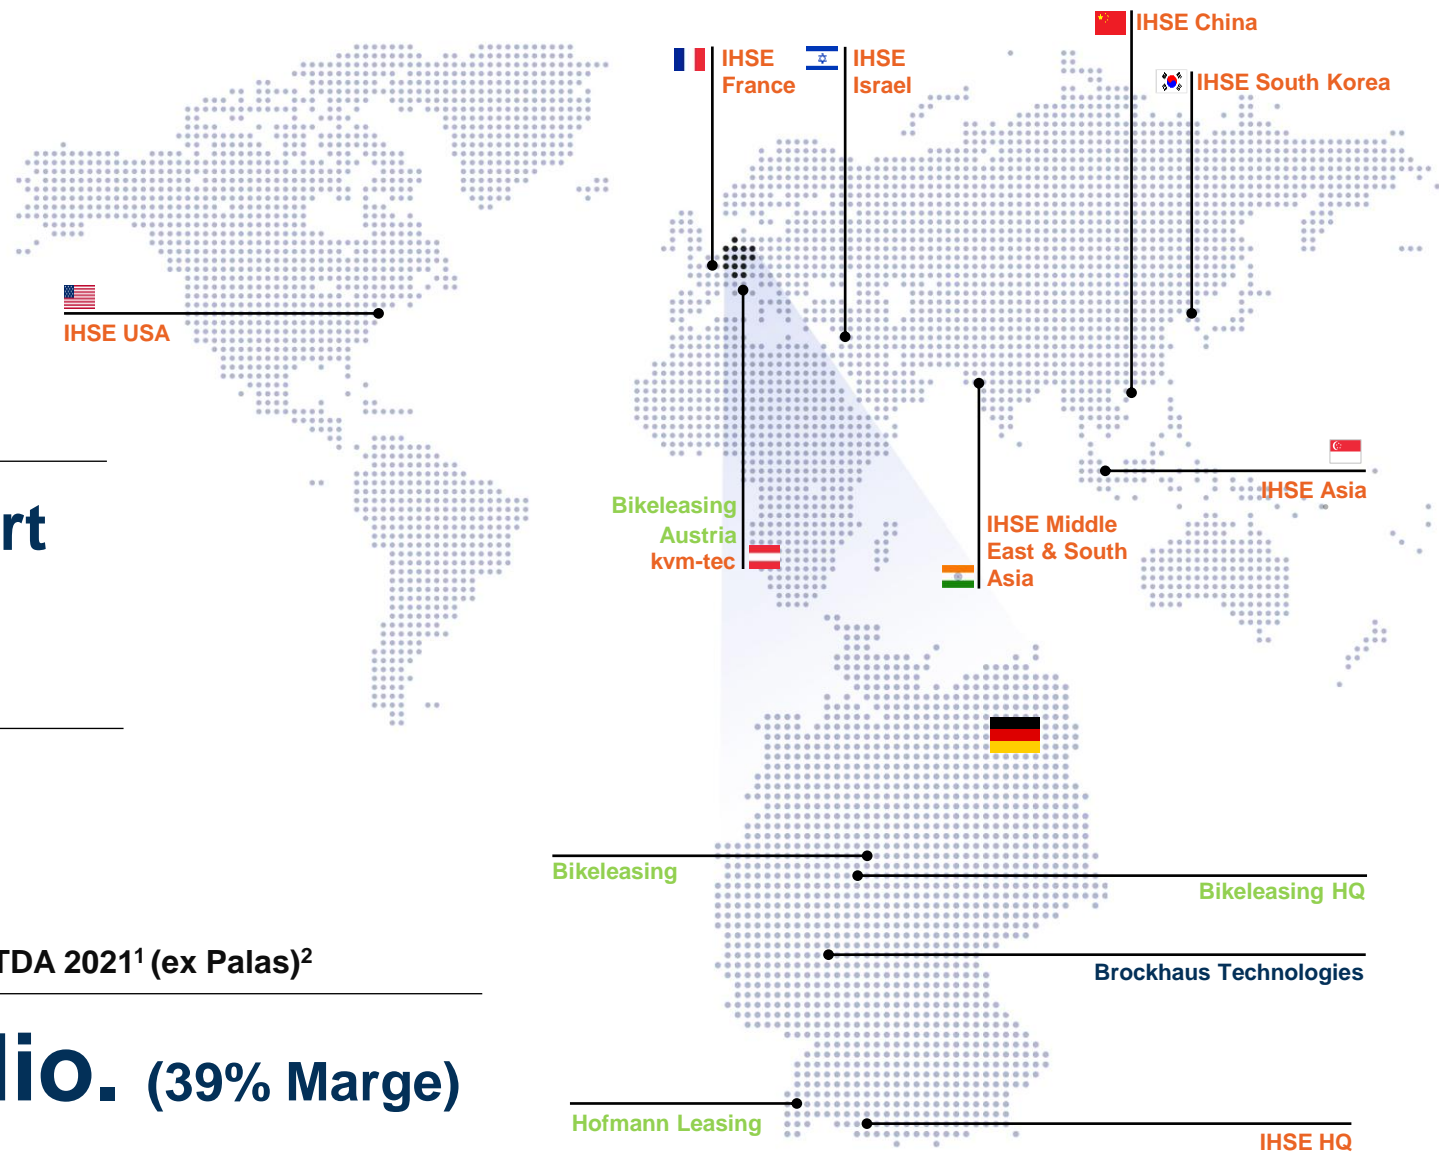 IHSE China
IHSE
France
IHSE
Israel
IHSE South Korea
IHSE USA
IHSE Asia
Bikeleasing
Austria
kvm-tec
IHSE Middle
East & South
Asia
rt
Bikeleasing
Bikeleasing HQ
TDA 2021¹ (ex Palas)²
Brockhaus Technologies
lio. (39% Marge)
Hofmann Leasing
IHSE HQ